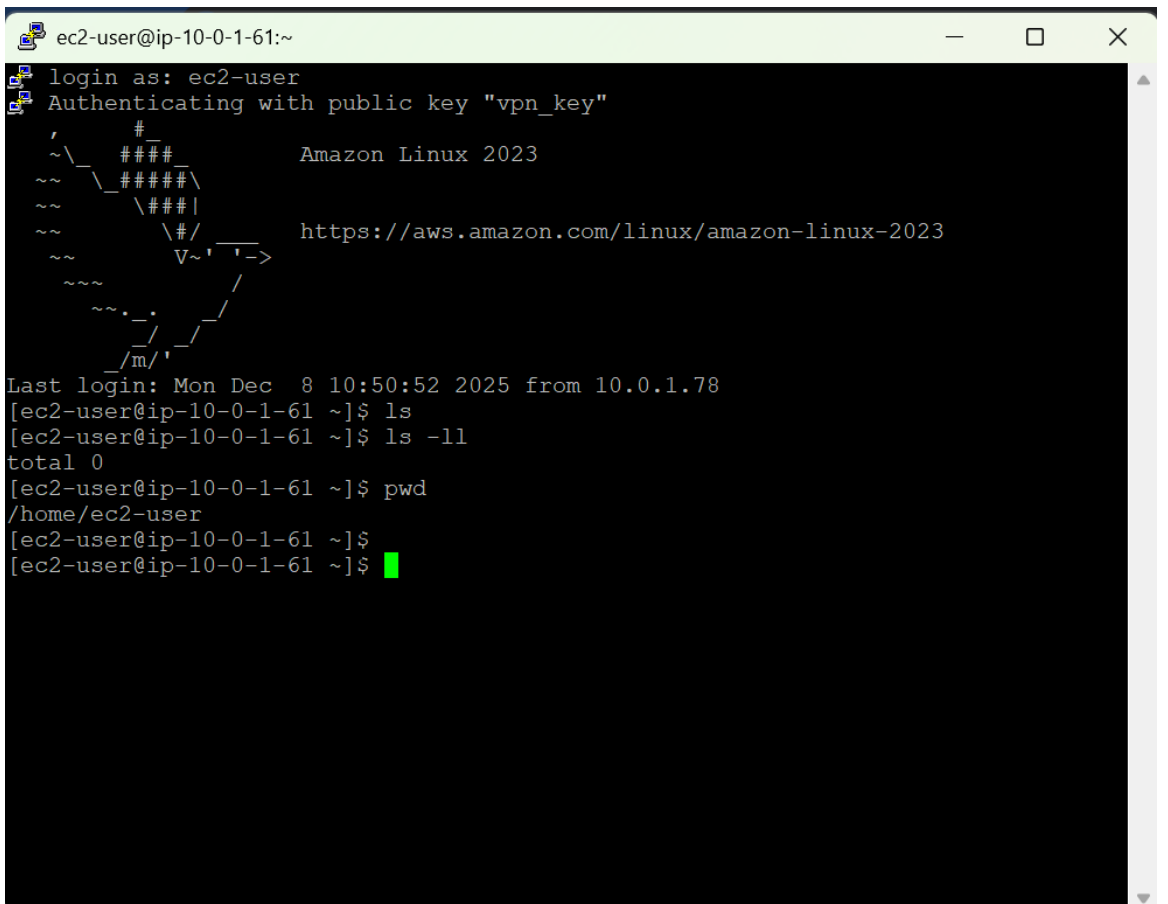 ec2-user@ip-10-0-1-61:~
login as: ec2-user
Authenticating with public key "vpn_key"
   ,     #_
   ~\_  ####_        Amazon Linux 2023
  ~~  \_#####\
  ~~     \###|
  ~~       \#/ ___   https://aws.amazon.com/linux/amazon-linux-2023
   ~~       V~' '->
    ~~~         /
      ~~._.   _/
         _/ _/
       _/m/'
Last login: Mon Dec  8 10:50:52 2025 from 10.0.1.78
[ec2-user@ip-10-0-1-61 ~]$ ls
[ec2-user@ip-10-0-1-61 ~]$ ls -ll
total 0
[ec2-user@ip-10-0-1-61 ~]$ pwd
/home/ec2-user
[ec2-user@ip-10-0-1-61 ~]$
[ec2-user@ip-10-0-1-61 ~]$